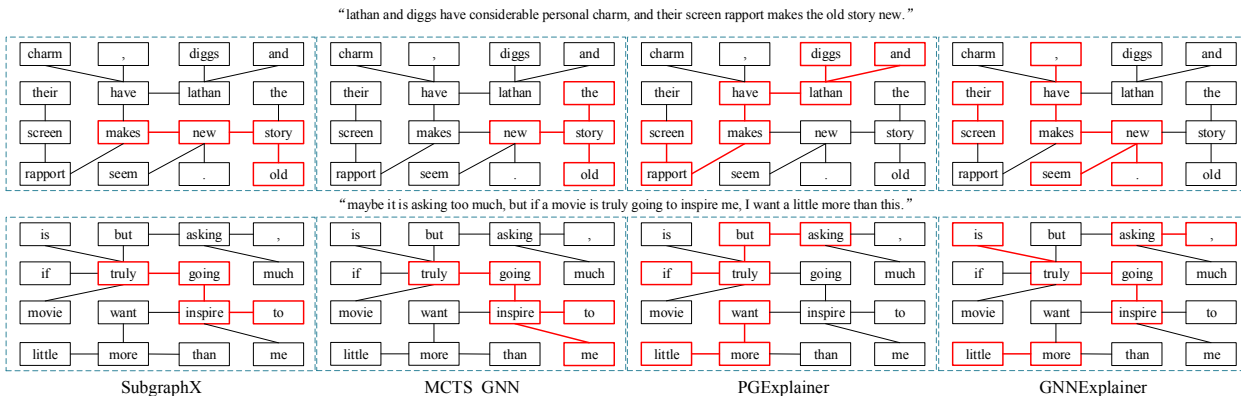 “lathan and diggs have considerable personal charm, and their screen rapport makes the old story new.”
charm , diggs and charm , diggs and charm , diggs and charm , diggs and
their have lathan the their have lathan the their have lathan the their have lathan the
screen makes new story screen makes new story screen makes new story screen makes new story
rapport seem . old rapport seem . old rapport seem . old rapport seem . old
“maybe it is asking too much, but if a movie is truly going to inspire me, I want a little more than this.”
is but asking , is but asking , is but asking , is but asking ,
if truly going much if truly going much if truly going much if truly going much
movie want inspire to movie want inspire to movie want inspire to movie want inspire to
little more than me little more than me little more than me little more than me
SubgraphX MCTS_GNN PGExplainer GNNExplainer